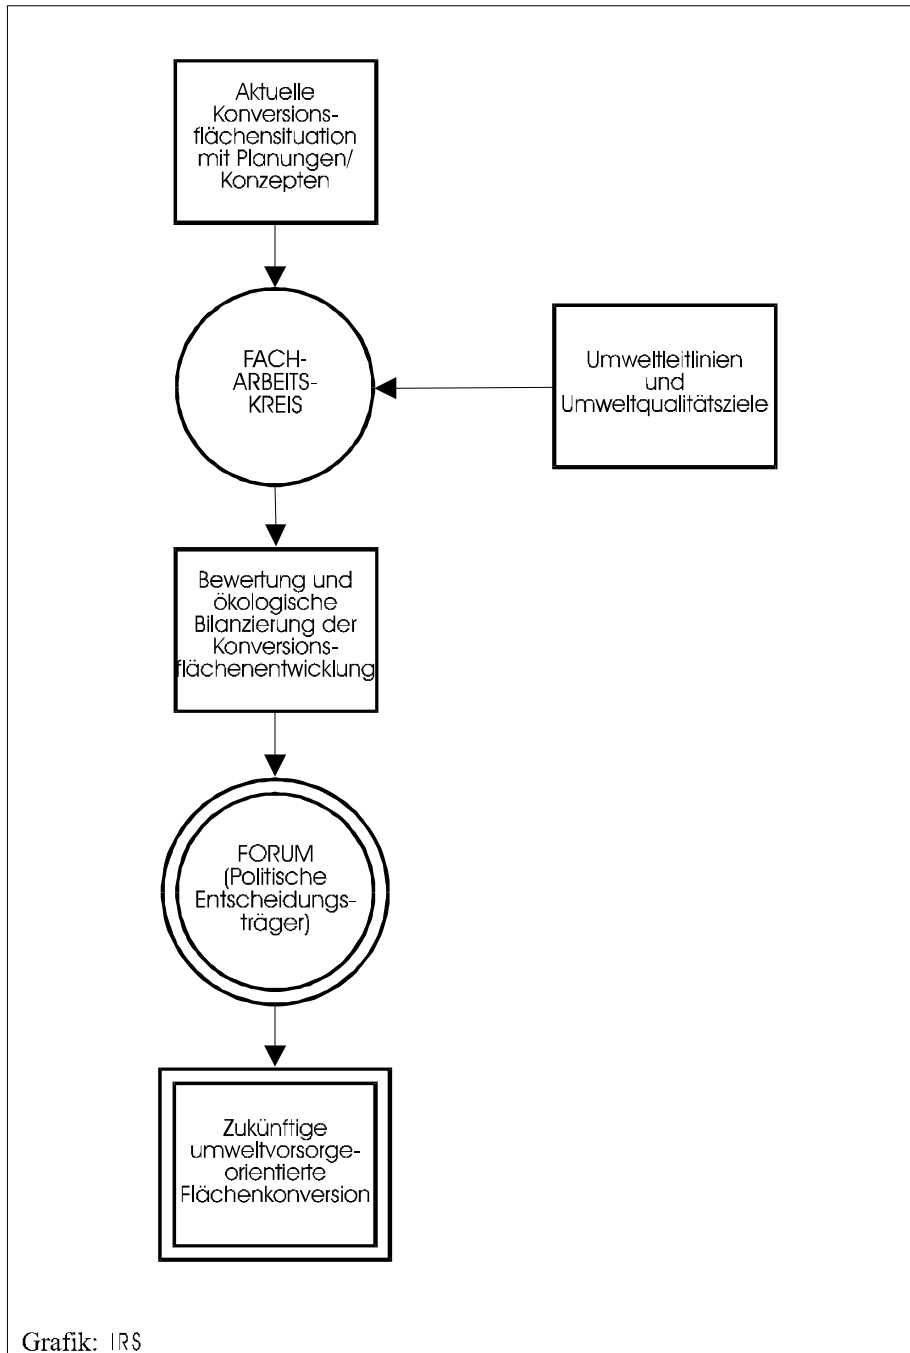 Aktuelle
Konversions-
flächensituation
mit Planungen/
Konzepten
FACH-
ARBEITS-
KREIS
Umweltleitlinien
und
Umweltqualitätsziele
Bewertung und
ökologische
Bilanzierung der
Konversions-
flächenentwicklung
FORUM
(Politische
Entscheidungs-
träger)
Zukünftige
umweltvorsorge-
orientierte
Flächenkonversion
Grafik: IRS